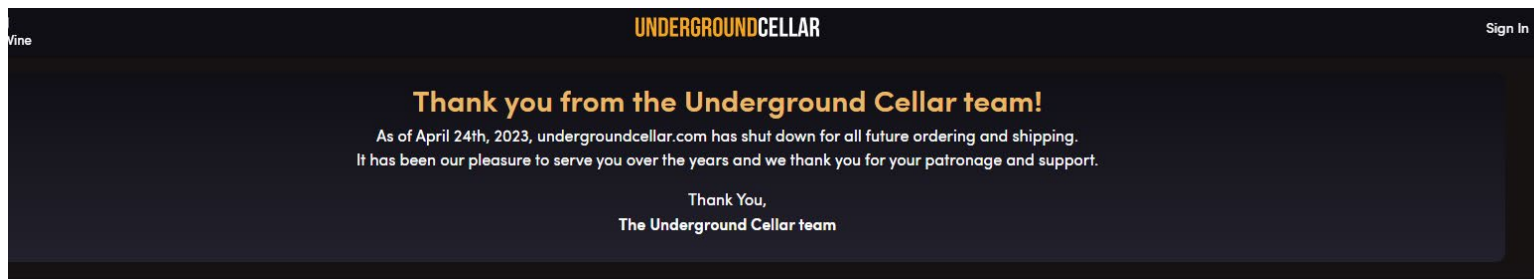 UNDERGROUNDCELLAR
Sign In
Thank you from the Underground Cellar team!
As of April 24th, 2023, undergroundcellar.com has shut down for all future ordering and shipping.
It has been our pleasure to serve you over the years and we thank you for your patronage and support.
Thank You,
The Underground Cellar team